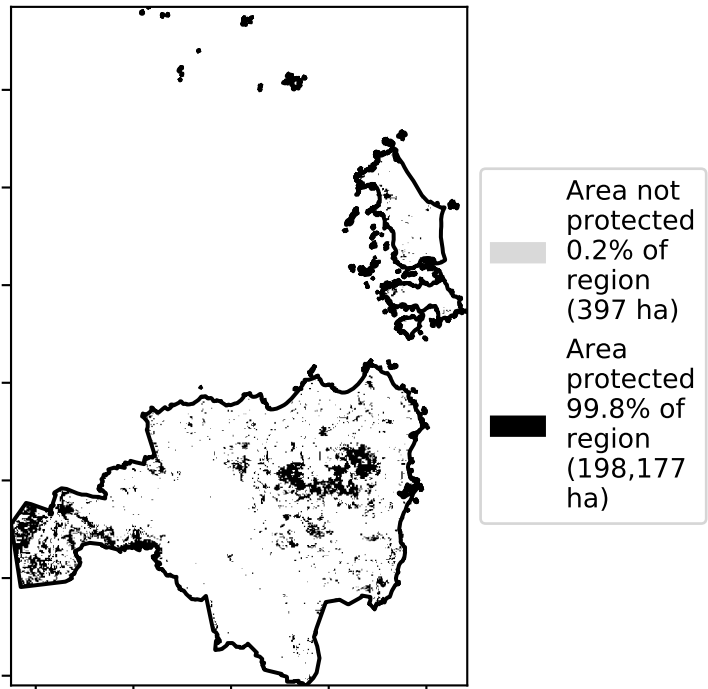 Area not
protected
0.2% of
region
(397 ha)
Area
protected
99.8% of
region
(198,177
ha)